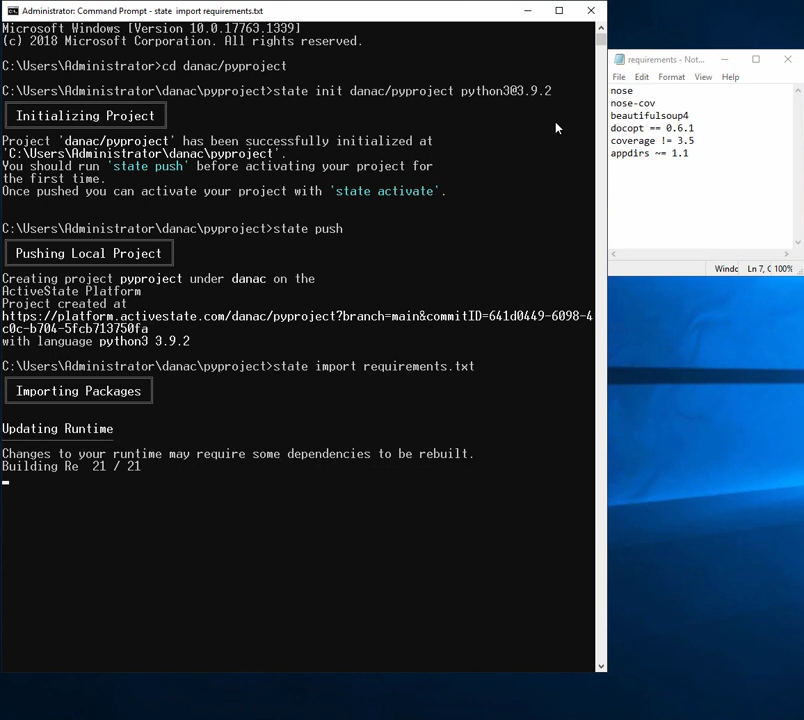 Administrator: Command Prompt - state  import requirements.txt
Microsoft Windows [Version 10.0.17763.1339]
(c) 2018 Microsoft Corporation. All rights reserved.
C:\Users\Administrator>cd danac/pyproject
C:\Users\Administrator\danac\pyproject>state init danac/pyproject python3@3.9.2
Initializing Project
Project 'danac/pyproject' has been successfully initialized at
'C:\Users\Administrator\danac\pyproject'.
You should run 'state push' before activating your project for
the first time.
Once pushed you can activate your project with 'state activate'.
C:\Users\Administrator\danac\pyproject>state push
Pushing Local Project
Creating project pyproject under danac on the
ActiveState Platform
Project created at
https://platform.activestate.com/danac/pyproject?branch=main&commitID=641d0449-6098-4
c0c-b704-5fcb713750fa
with language python3 3.9.2
C:\Users\Administrator\danac\pyproject>state import requirements.txt
Importing Packages
Updating Runtime
Changes to your runtime may require some dependencies to be rebuilt.
Building Re  21 / 21
requirements - Not...
File Edit Format View Help
nose
nose-cov
beautifulsoup4
docopt == 0.6.1
coverage != 3.5
appdirs ~= 1.1
Windc Ln 7, C 100%